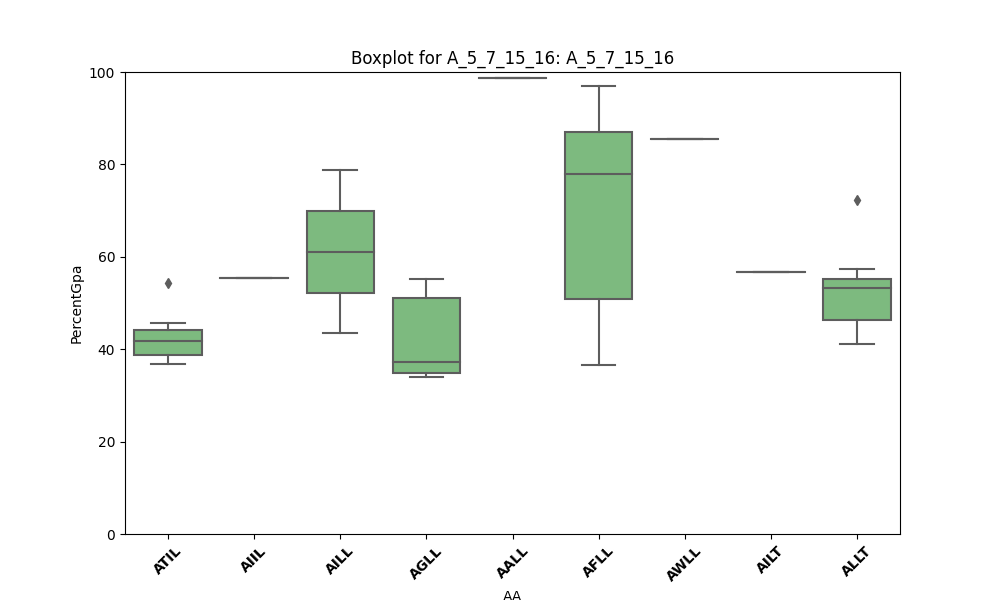 Boxplot for A_5_7_15_16: A_5_7_15_16
100
80
60
40
20
0
PercentGpa
ATIL
AIIL
AILL
AGLL
AALL
AFLL
AWLL
AILT
ALLT
AA